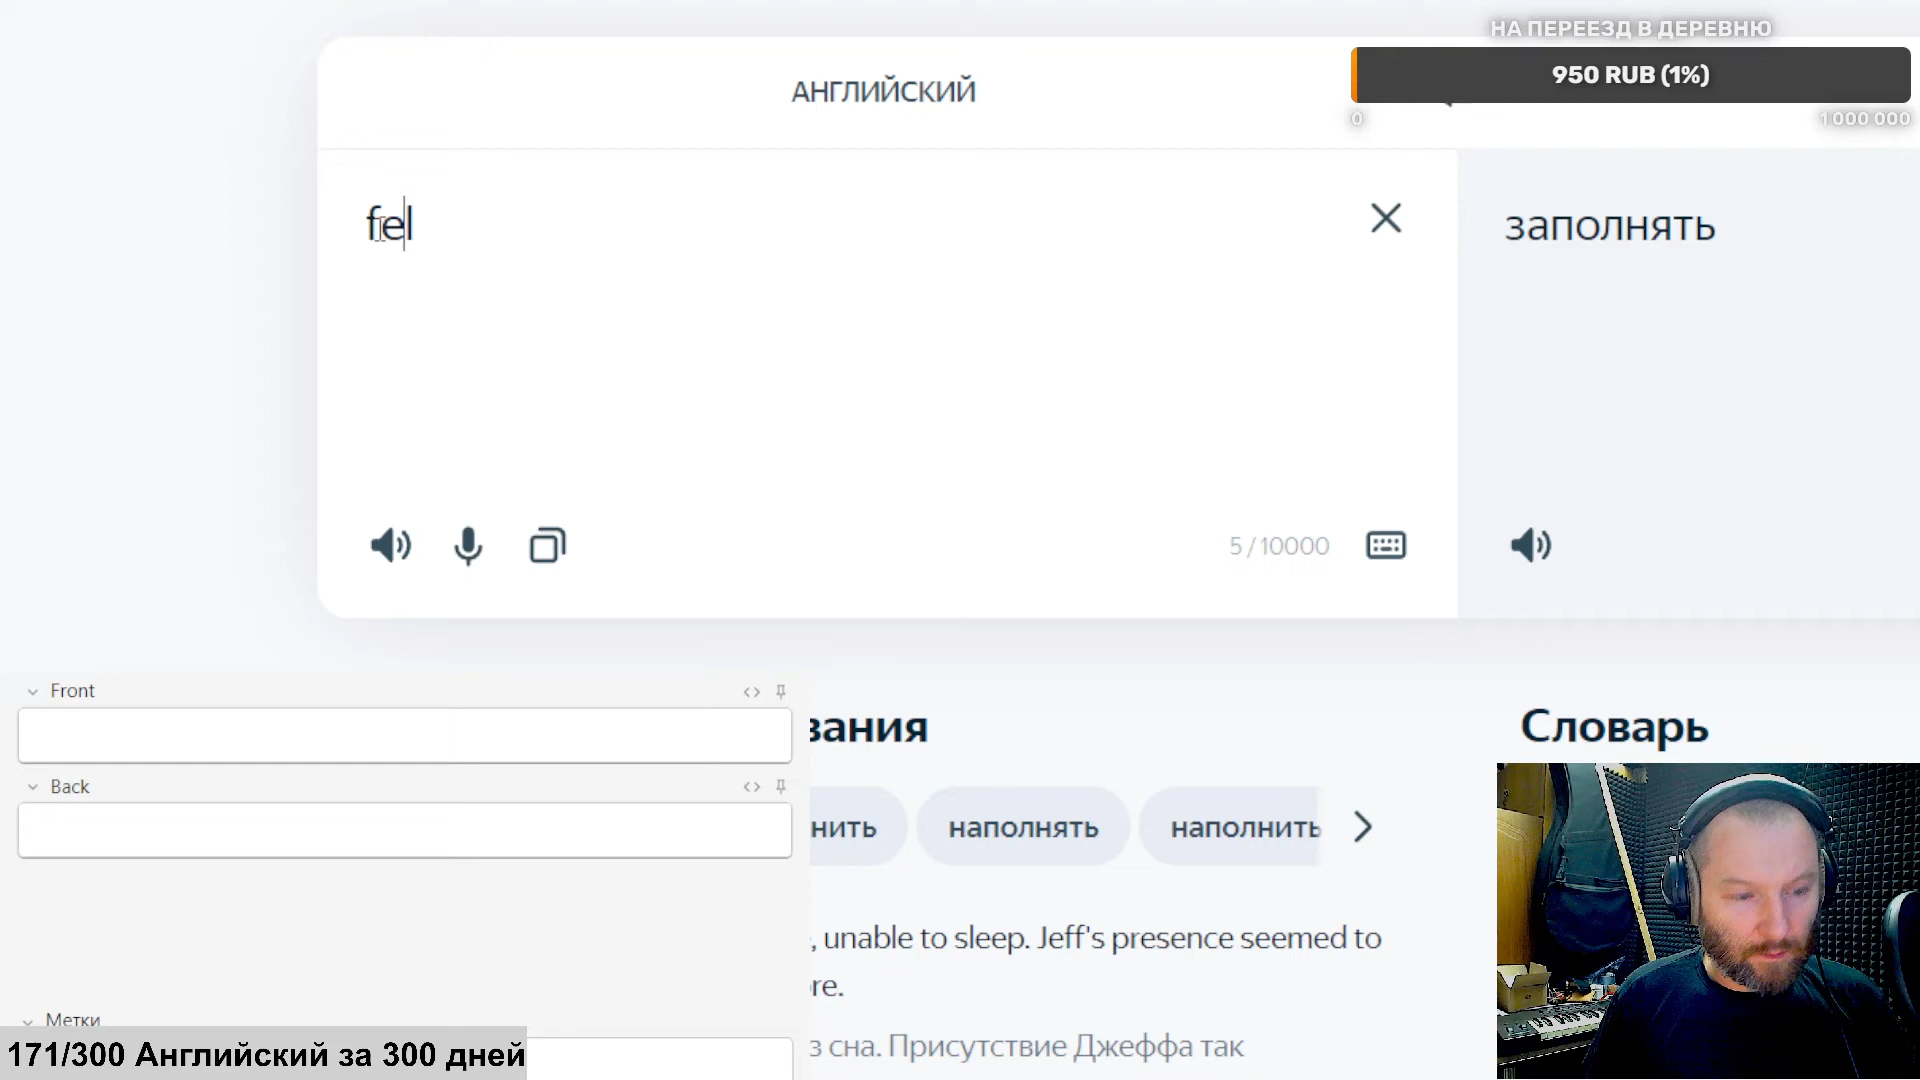 НА ПЕРЕЕЗД В ДЕРЕВНЮ
950 RUB (1%)
0
1 000 000
АНГЛИЙСКИЙ
fel
заполнять
5 / 10000
Front
Back
Метки
вания
Словарь
нить
наполнять
наполнить
, unable to sleep. Jeff's presence seemed to
re.
з сна. Присутствие Джеффа так
171/300 Английский за 300 дней